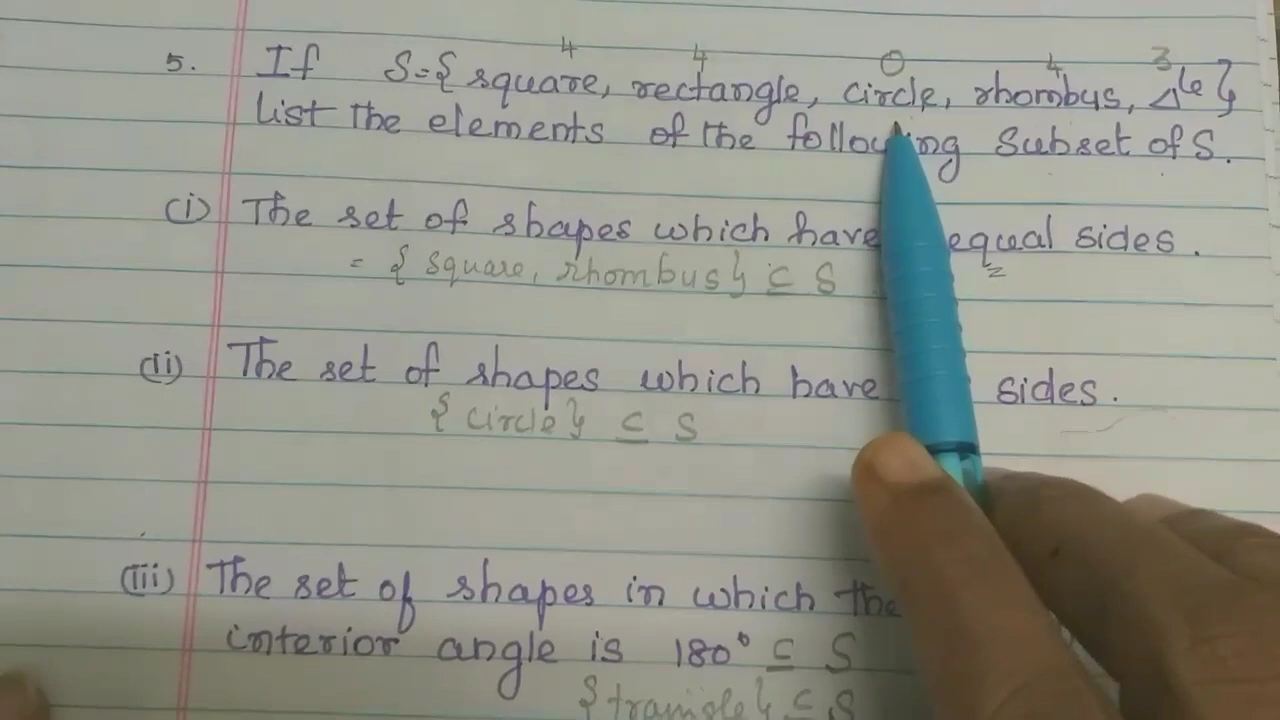 4 4 0 4 3
5. If S={ square, rectangle, circle, rhombus, Δle }
list the elements of the following Subset of S.
(i) The set of shapes which have equal sides.
= { square, rhombus } ⊆ S
(ii) The set of shapes which have sides.
{ circle } ⊆ S
(iii) The set of shapes in which the
interior angle is 180° ⊆ S
{ ⊆ S